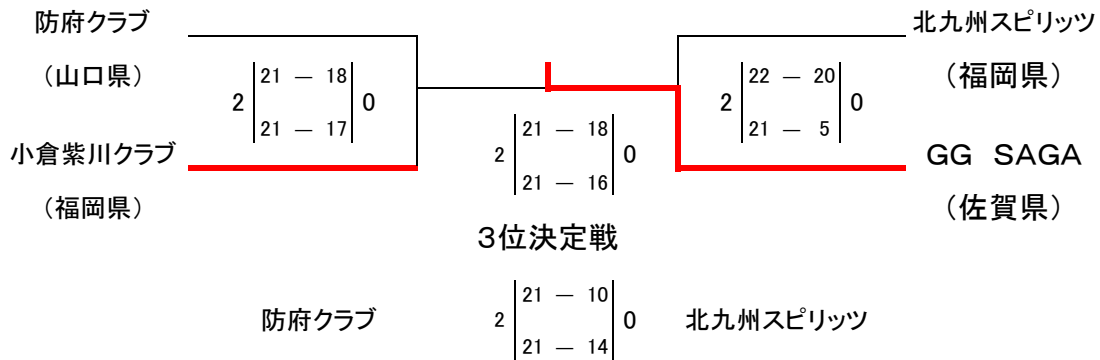 防府クラブ
（山口県）
小倉紫川クラブ
（福岡県）
2 21 － 18 0
21 － 17
2 21 － 18 0
21 － 16
北九州スピリッツ
（福岡県）
2 22 － 20 0
21 － 5
GG SAGA
（佐賀県）
3位決定戦
防府クラブ 2 21 － 10 0 北九州スピリッツ
21 － 14